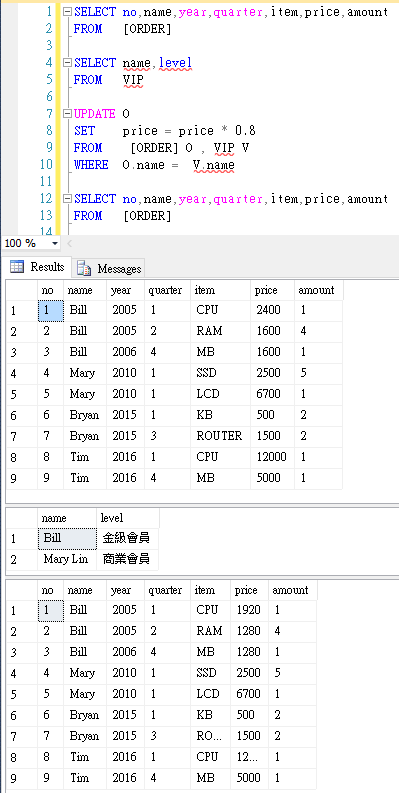 1 SELECT no,name,year,quarter,item,price,amount
2 FROM [ORDER]
3
4 SELECT name,level
5 FROM VIP
6
7 UPDATE O
8 SET price = price * 0.8
9 FROM [ORDER] O , VIP V
10 WHERE O.name = V.name
11
12 SELECT no,name,year,quarter,item,price,amount
13 FROM [ORDER]
14
100 %
Results Messages
no name year quarter item price amount
1 1 Bill 2005 1 CPU 2400 1
2 2 Bill 2005 2 RAM 1600 4
3 3 Bill 2006 4 MB 1600 1
4 4 Mary 2010 1 SSD 2500 5
5 5 Mary 2010 1 LCD 6700 1
6 6 Bryan 2015 1 KB 500 2
7 7 Bryan 2015 3 ROUTER 1500 2
8 8 Tim 2016 1 CPU 12000 1
9 9 Tim 2016 4 MB 5000 1
name level
1 Bill 金級會員
2 Mary Lin 商業會員
no name year quarter item price amount
1 1 Bill 2005 1 CPU 1920 1
2 2 Bill 2005 2 RAM 1280 4
3 3 Bill 2006 4 MB 1280 1
4 4 Mary 2010 1 SSD 2500 5
5 5 Mary 2010 1 LCD 6700 1
6 6 Bryan 2015 1 KB 500 2
7 7 Bryan 2015 3 RO... 1500 2
8 8 Tim 2016 1 CPU 12... 1
9 9 Tim 2016 4 MB 5000 1